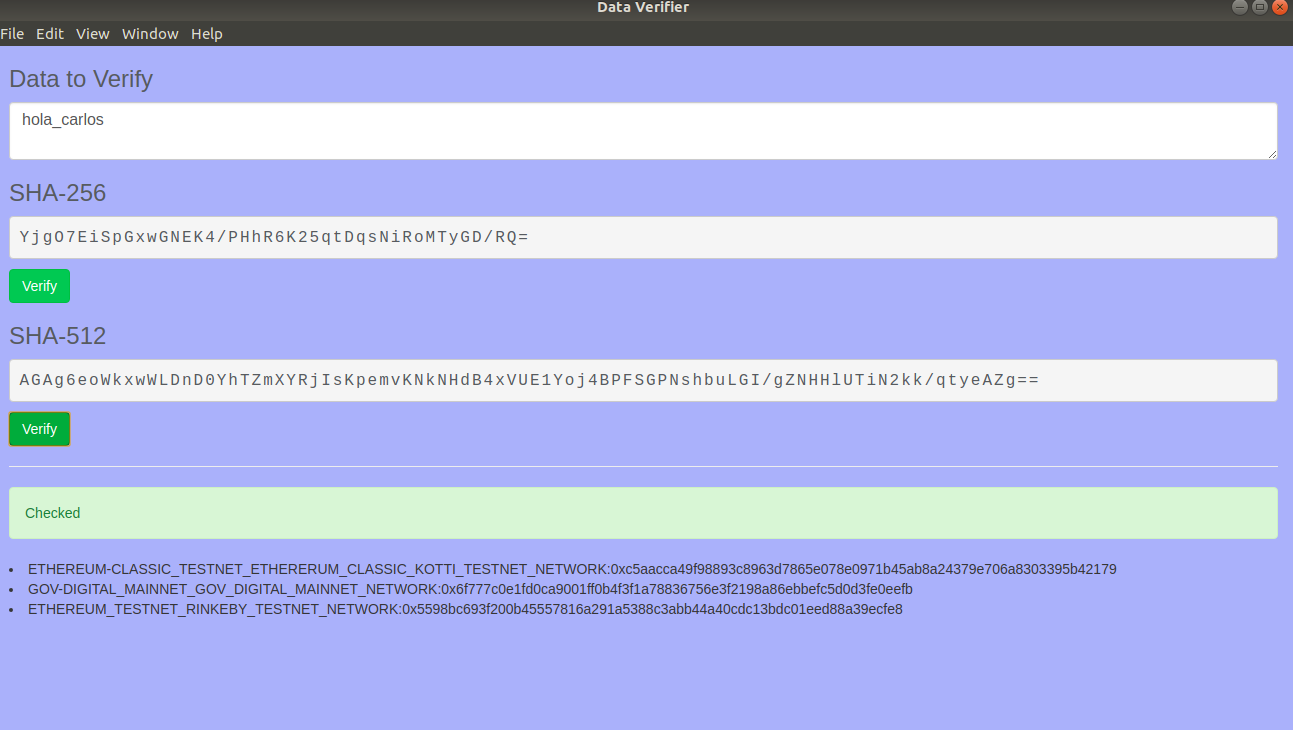 Data Verifier
File Edit View Window Help
Data to Verify
hola_carlos
SHA-256
YjgO7EiSpGxwGNEK4/PHhR6K25qtDqsNiRoMTyGD/RQ=
Verify
SHA-512
AGAg6eoWkxwWLDnD0YhTZmXYRjIsKpemvKNkNHdB4xVUE1Yoj4BPFSGPNshbuLGI/gZNHHlUTiN2kk/qtyeAZg==
Verify
Checked
• ETHEREUM-CLASSIC_TESTNET_ETHERERUM_CLASSIC_KOTTI_TESTNET_NETWORK:0xc5aacca49f98893c8963d7865e078e0971b45ab8a24379e706a8303395b42179
• GOV-DIGITAL_MAINNET_GOV_DIGITAL_MAINNET_NETWORK:0x6f777c0e1fd0ca9001ff0b4f3f1a78836756e3f2198a86ebbefc5d0d3fe0eefb
• ETHEREUM_TESTNET_RINKEBY_TESTNET_NETWORK:0x5598bc693f200b45557816a291a5388c3abb44a40cdc13bdc01eed88a39ecfe8